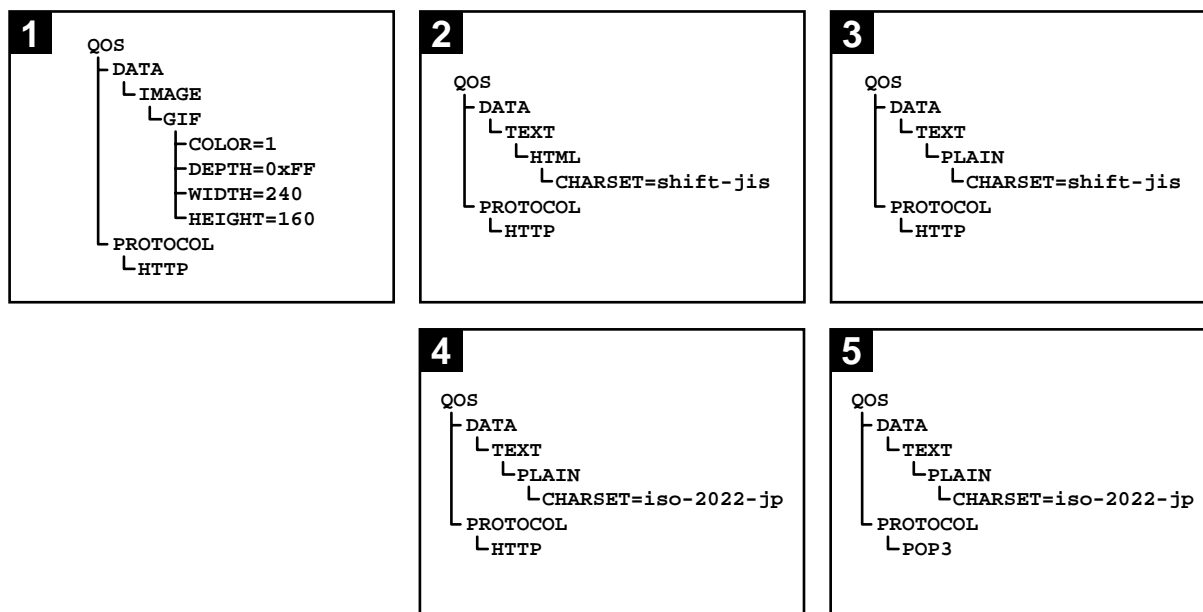 1
QOS
DATA
IMAGE
GIF
COLOR=1
DEPTH=0xFF
WIDTH=240
HEIGHT=160
PROTOCOL
HTTP
2
QOS
DATA
TEXT
HTML
CHARSET=shift-jis
PROTOCOL
HTTP
3
QOS
DATA
TEXT
PLAIN
CHARSET=shift-jis
PROTOCOL
HTTP
4
QOS
DATA
TEXT
PLAIN
CHARSET=iso-2022-jp
PROTOCOL
HTTP
5
QOS
DATA
TEXT
PLAIN
CHARSET=iso-2022-jp
PROTOCOL
POP3